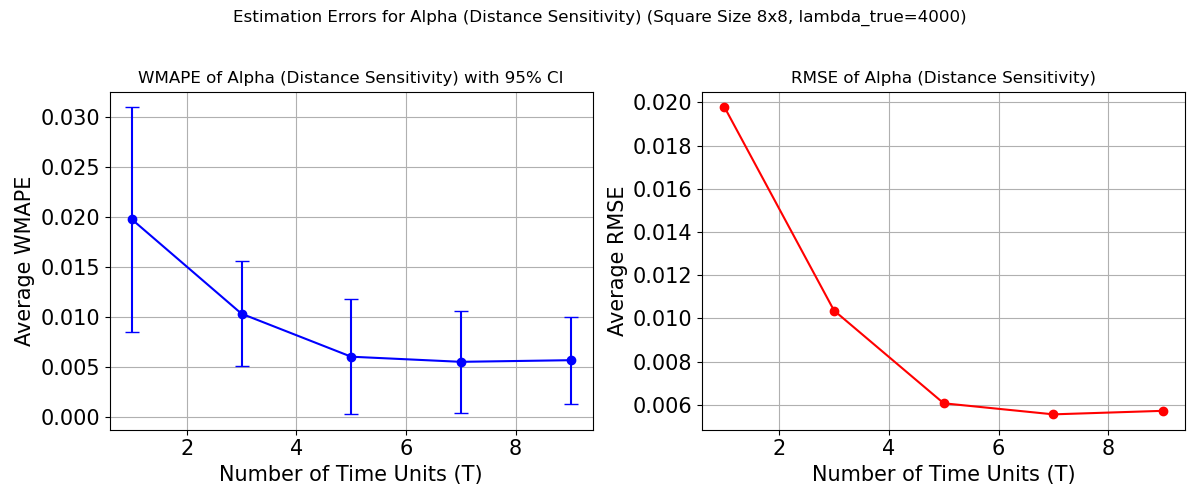 Estimation Errors for Alpha (Distance Sensitivity) (Square Size 8x8, lambda_true=4000)
WMAPE of Alpha (Distance Sensitivity) with 95% CI
Average WMAPE
0.030
0.025
0.020
0.015
0.010
0.005
0.000
2 4 6 8
Number of Time Units (T)
RMSE of Alpha (Distance Sensitivity)
Average RMSE
0.020
0.018
0.016
0.014
0.012
0.010
0.008
0.006
2 4 6 8
Number of Time Units (T)